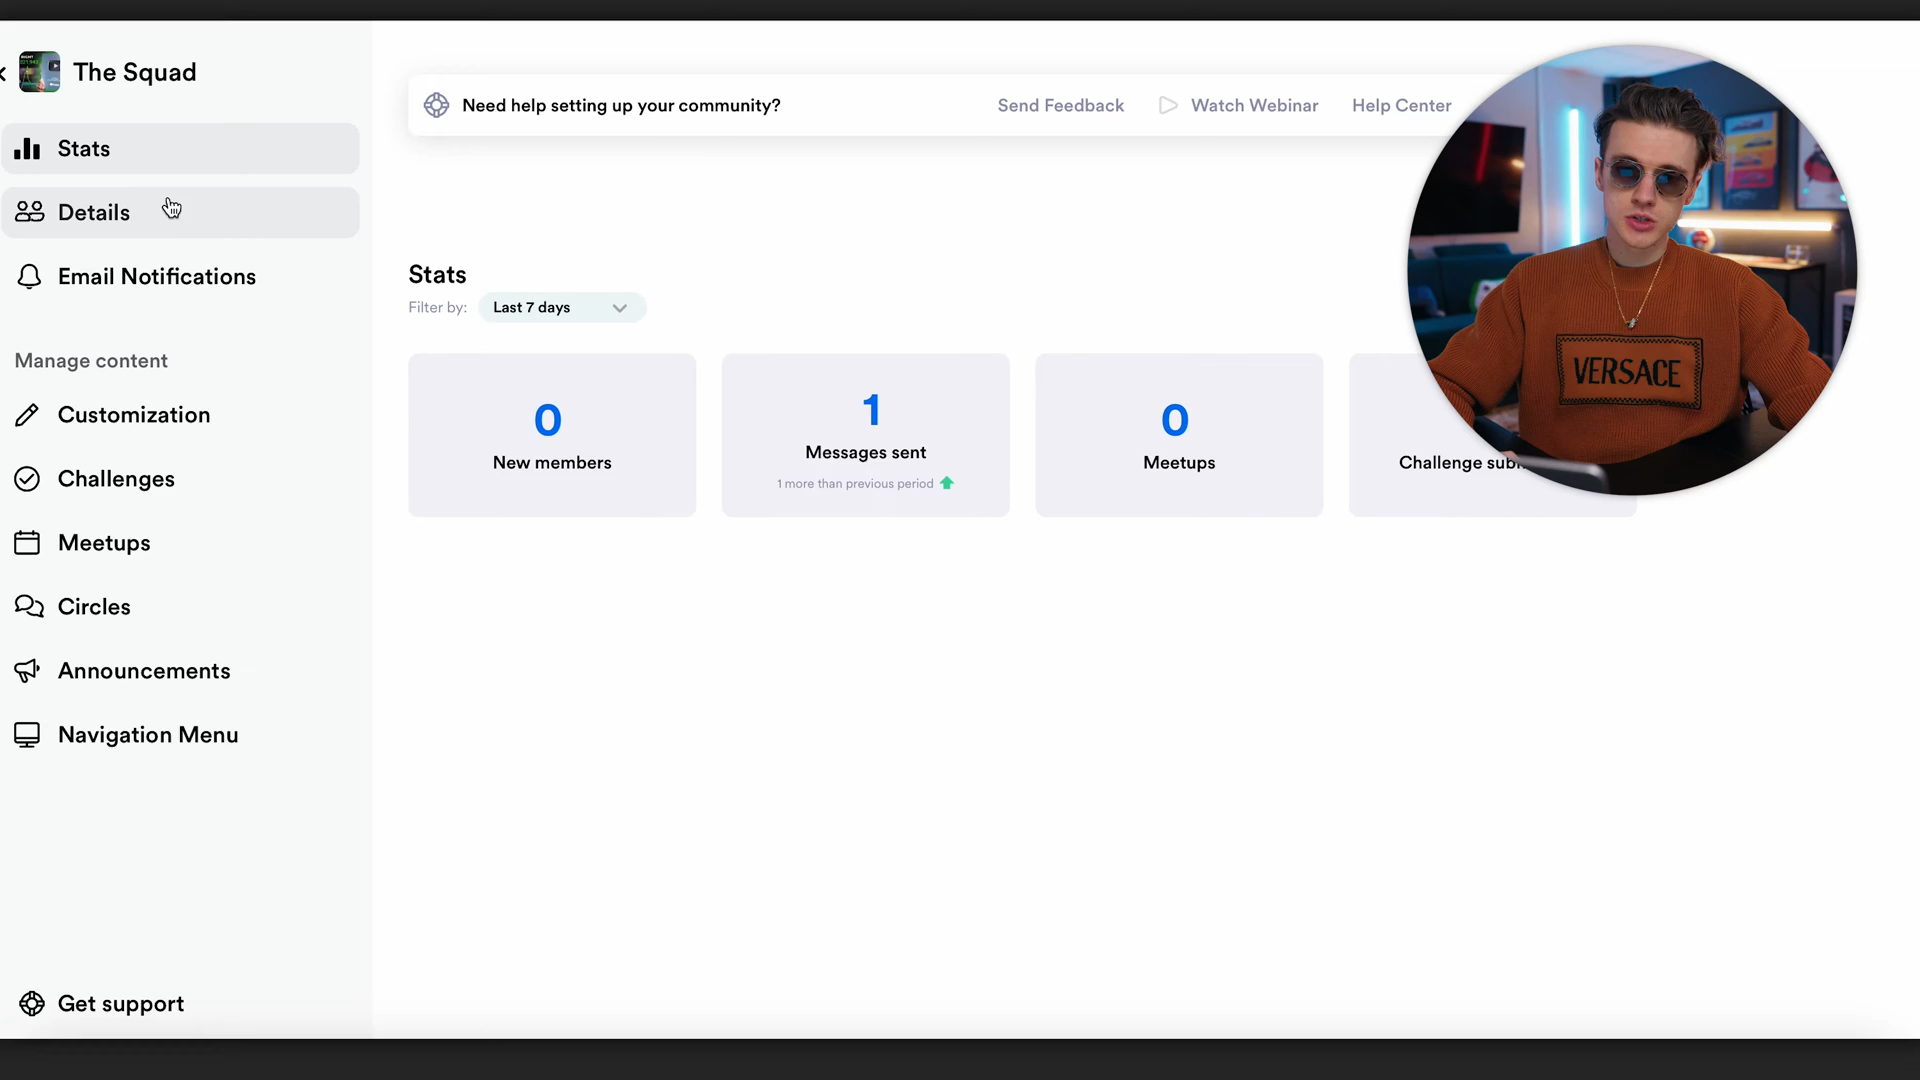 The Squad
Stats
Details
Email Notifications
Manage content
Customization
Challenges
Meetups
Circles
Announcements
Navigation Menu
Get support
Need help setting up your community?
Send Feedback
Watch Webinar
Help Center
Stats
Filter by:
Last 7 days
0
New members
1
Messages sent
1 more than previous period
0
Meetups
Challenge
VERSACE